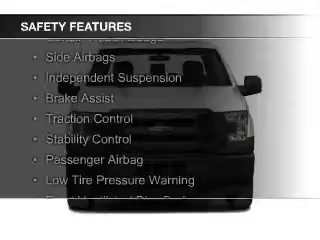 SAFETY FEATURES
• Side Airbags
• Independent Suspension
• Brake Assist
• Traction Control
• Stability Control
• Passenger Airbag
• Low Tire Pressure Warning